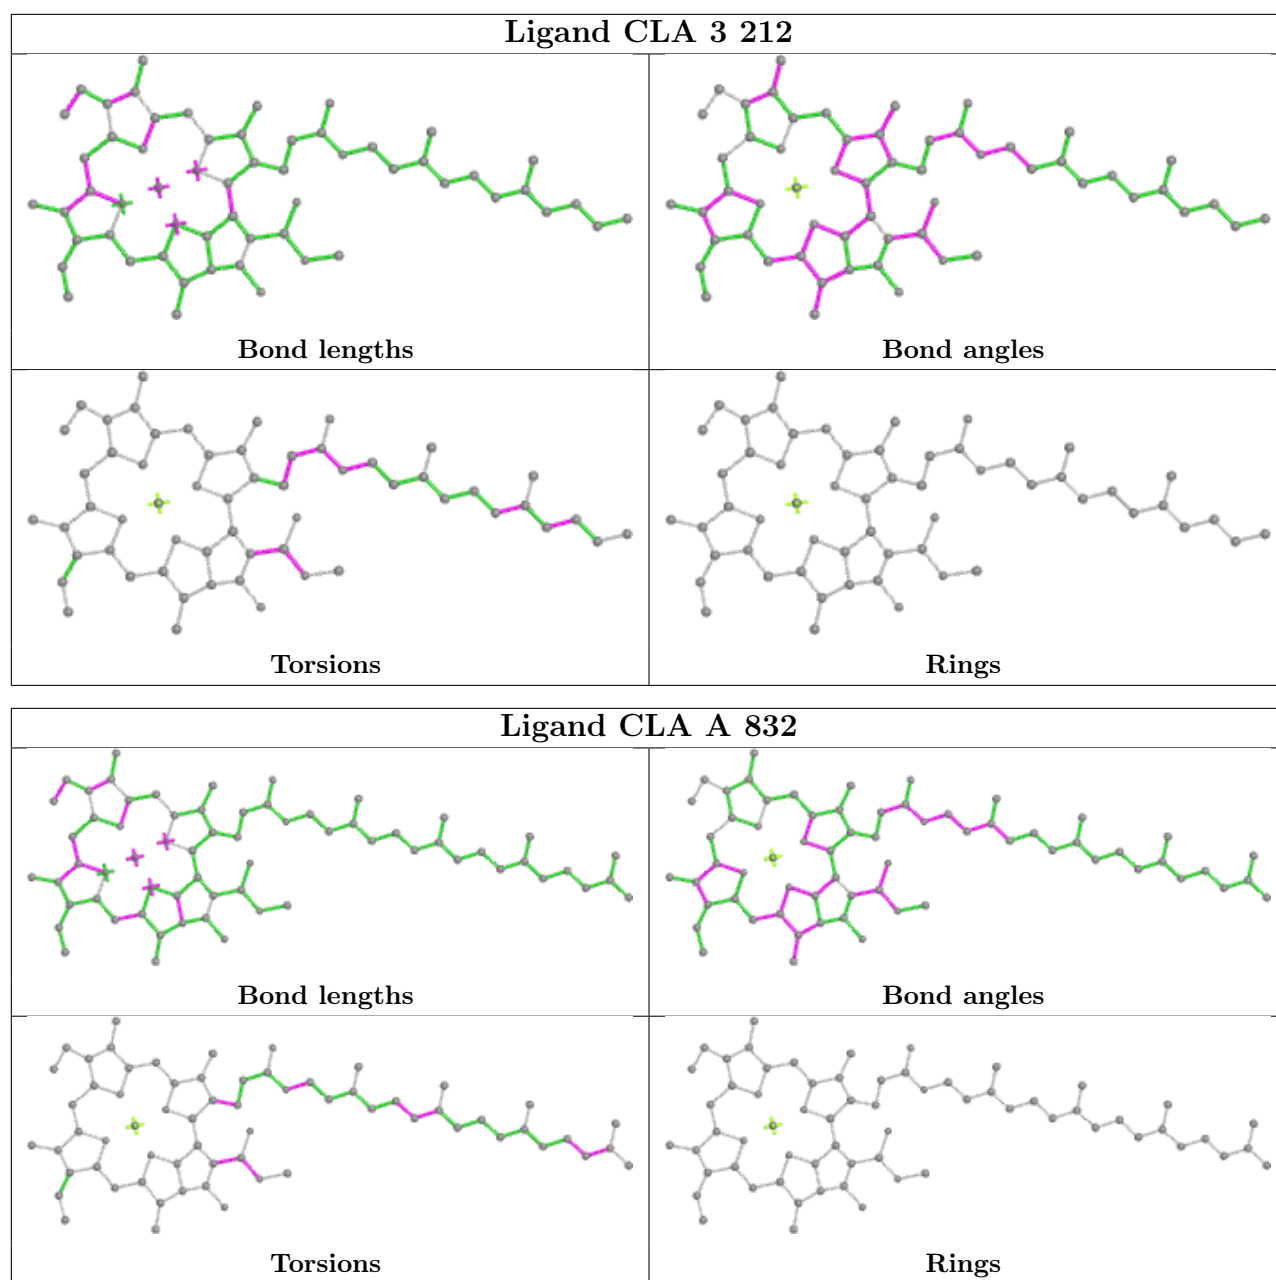 Ligand CLA 3 212
Bond lengths
Bond angles
Torsions
Rings
Ligand CLA A 832
Bond lengths
Bond angles
Torsions
Rings